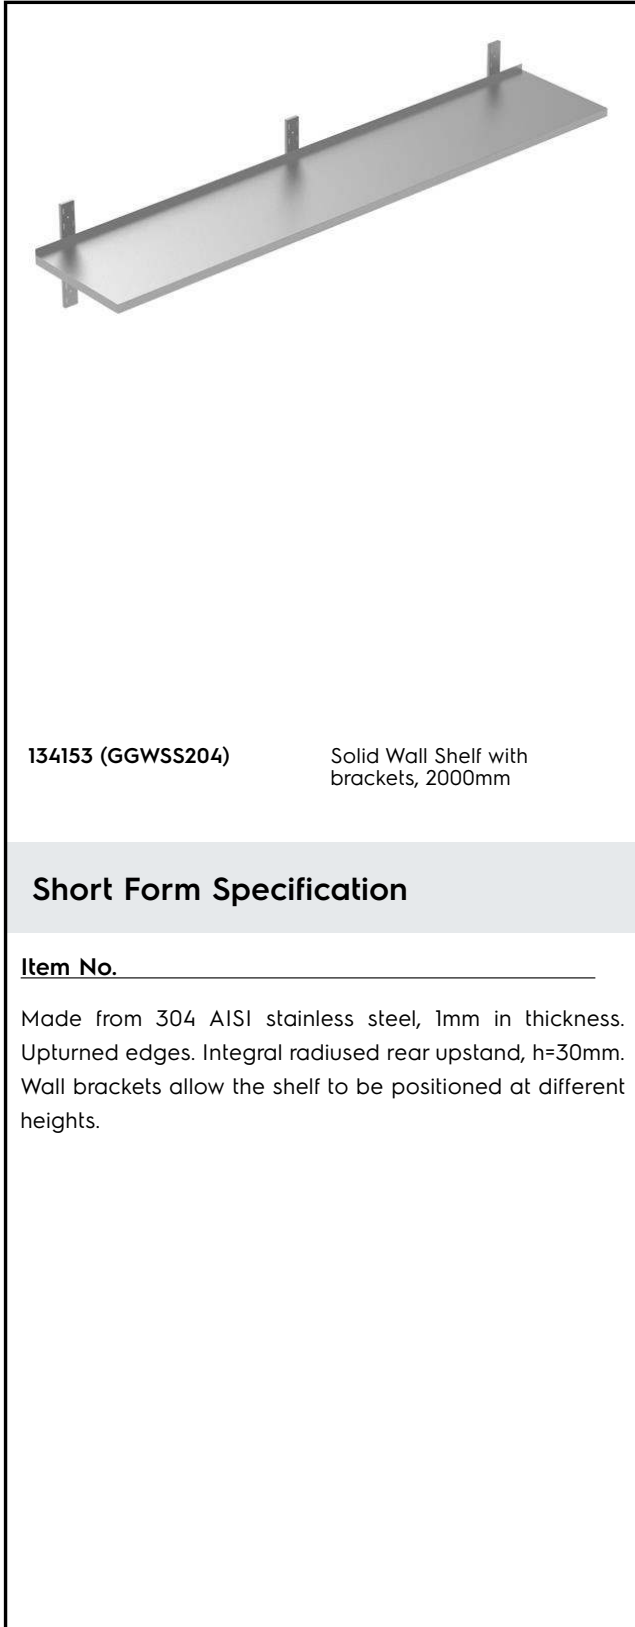 134153 (GGWSS204)
Solid Wall Shelf with
brackets, 2000mm
Short Form Specification
Item No.
Made from 304 AISI stainless steel, 1mm in thickness.
Upturned edges. Integral radiused rear upstand, h=30mm.
Wall brackets allow the shelf to be positioned at different
heights.